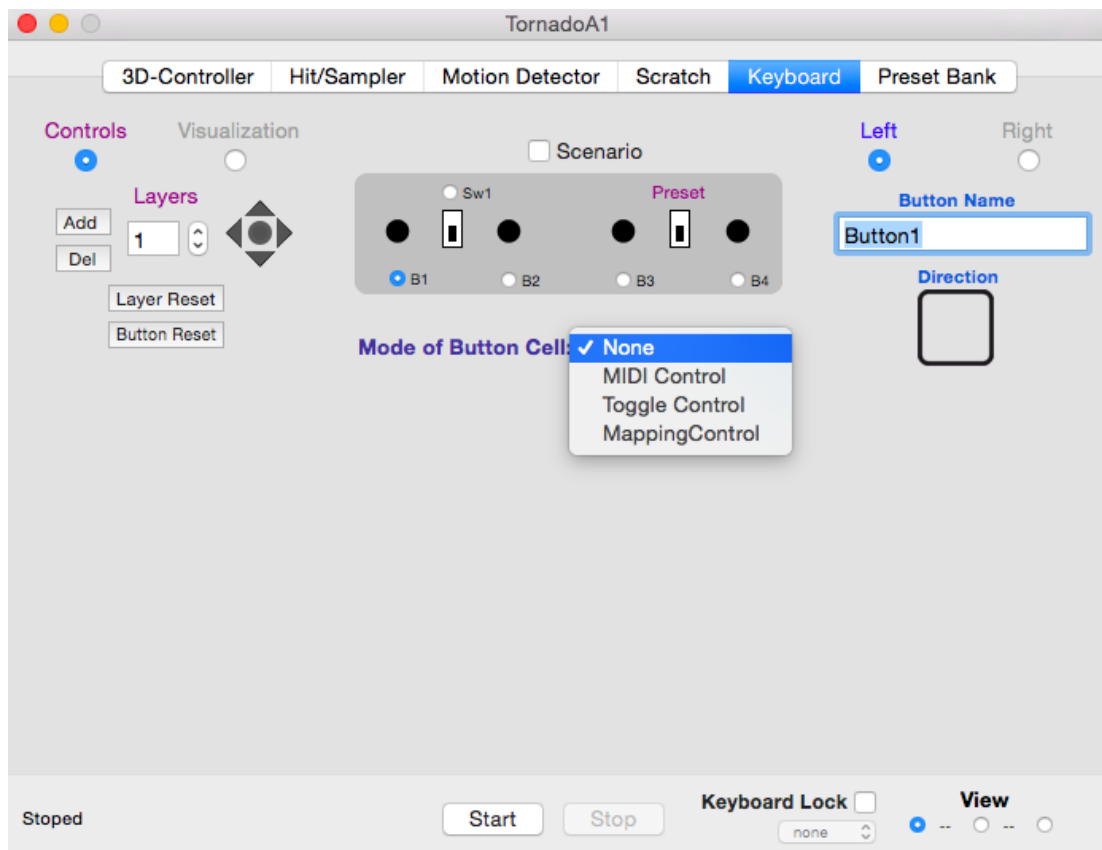 TornadoA1
3D-Controller Hit/Sampler Motion Detector Scratch Keyboard Preset Bank
Controls Visualization
Scenario
Left Right
Layers
Add
1
Del
Layer Reset
Button Reset
Sw1 Preset
B1 B2 B3 B4
Button Name
Button1
Direction
Mode of Button Cell: ✓ None
MIDI Control
Toggle Control
MappingControl
Stoped
Start Stop
Keyboard Lock
none
View
-- --